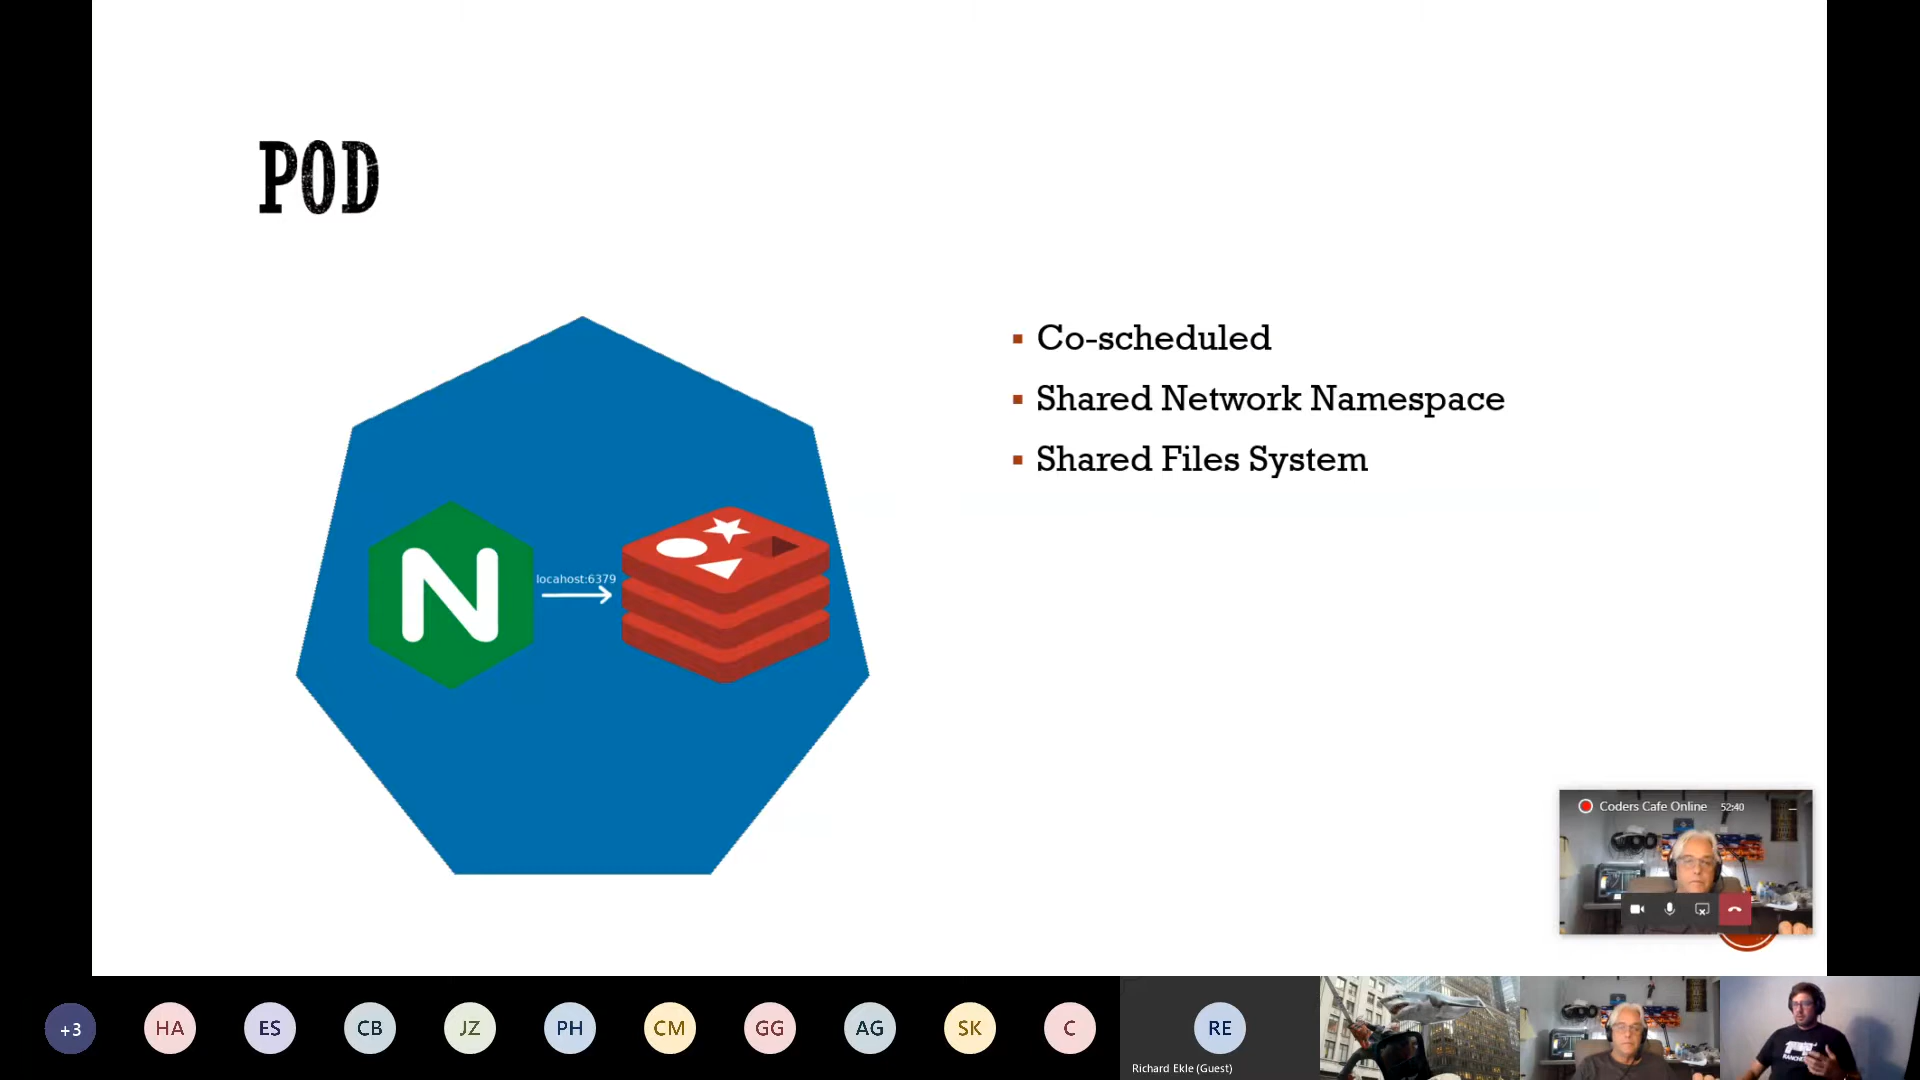 POD
Co-scheduled
Shared Network Namespace
Shared Files System
N
locahost:6379
Coders Cafe Online 52:40
+3 HA ES CB JZ PH CM GG AG SK C RE
Richard Ekle (Guest)